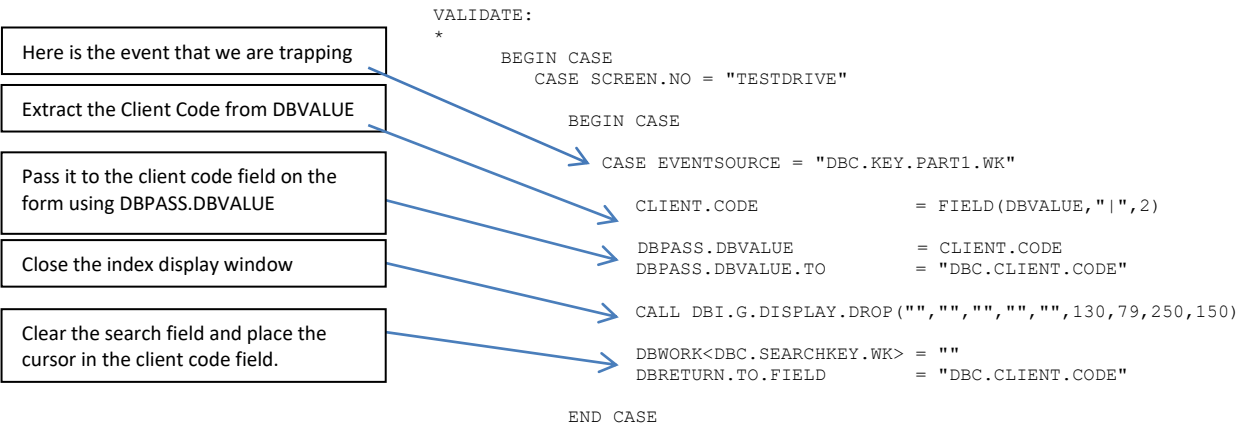 VALIDATE:
*
BEGIN CASE
CASE SCREEN.NO = "TESTDRIVE"
BEGIN CASE
CASE EVENTSOURCE = "DBC.KEY.PART1.WK"
CLIENT.CODE = FIELD(DBVALUE,"|",2)
DBPASS.DBVALUE = CLIENT.CODE
DBPASS.DBVALUE.TO = "DBC.CLIENT.CODE"
CALL DBI.G.DISPLAY.DROP("","","","","",130,79,250,150)
DBWORK<DBC.SEARCHKEY.WK> = ""
DBRETURN.TO.FIELD = "DBC.CLIENT.CODE"
END CASE
Here is the event that we are trapping
Extract the Client Code from DBVALUE
Pass it to the client code field on the
form using DBPASS.DBVALUE
Close the index display window
Clear the search field and place the
cursor in the client code field.